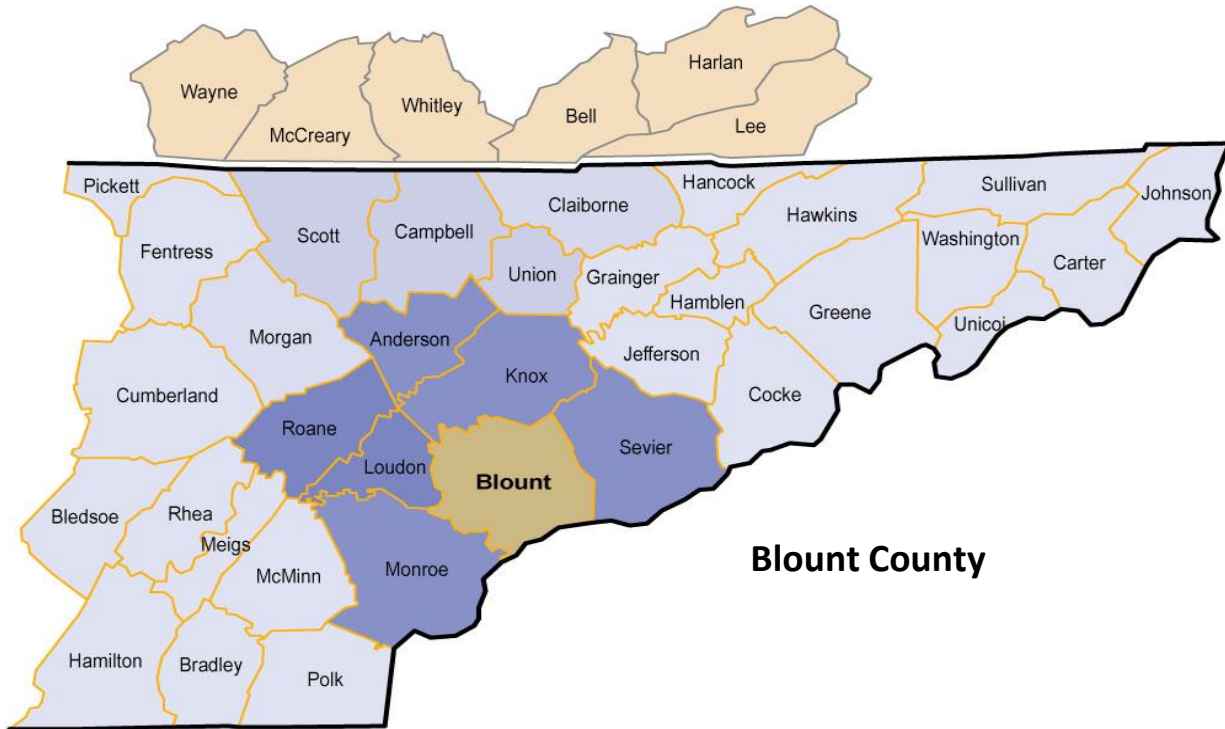 Harlan
Wayne
Whitley
Bell
Lee
McCreary
Pickett
Hancock
Sullivan
Johnson
Claiborne
Hawkins
Scott
Campbell
Washington
Fentress
Carter
Union
Grainger
Hamblen
Greene
Unicoi
Morgan
Anderson
Jefferson
Knox
Cumberland
Cocke
Roane
Sevier
Loudon
Blount
Rhea
Bledsoe
Meigs
Blount County
McMinn
Monroe
Hamilton
Bradley
Polk